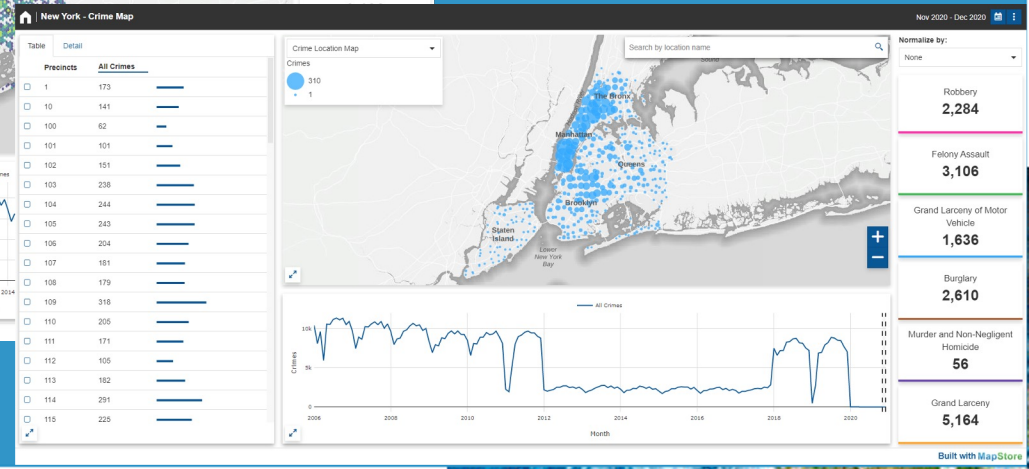 New York - Crime Map
Nov 2020 - Dec 2020
Table Detail
Precincts All Crimes
1 173
10 141
100 62
101 101
102 151
103 238
104 244
105 243
106 204
107 181
108 179
109 318
110 205
111 171
112 105
113 182
114 291
115 225
Crime Location Map
Crimes
310
1
Search by location name
Sound
The Bronx
Manhattan
Queens
Brooklyn
Staten
Island
Lower
New York
Bay
+
−
All Crimes
10k
5k
0
Crimes
2006 2008 2010 2012 2014 2016 2018 2020
Month
Normalize by:
None
Robbery
2,284
Felony Assault
3,106
Grand Larceny of Motor
Vehicle
1,636
Burglary
2,610
Murder and Non-Negligent
Homicide
56
Grand Larceny
5,164
Built with MapStore
2014